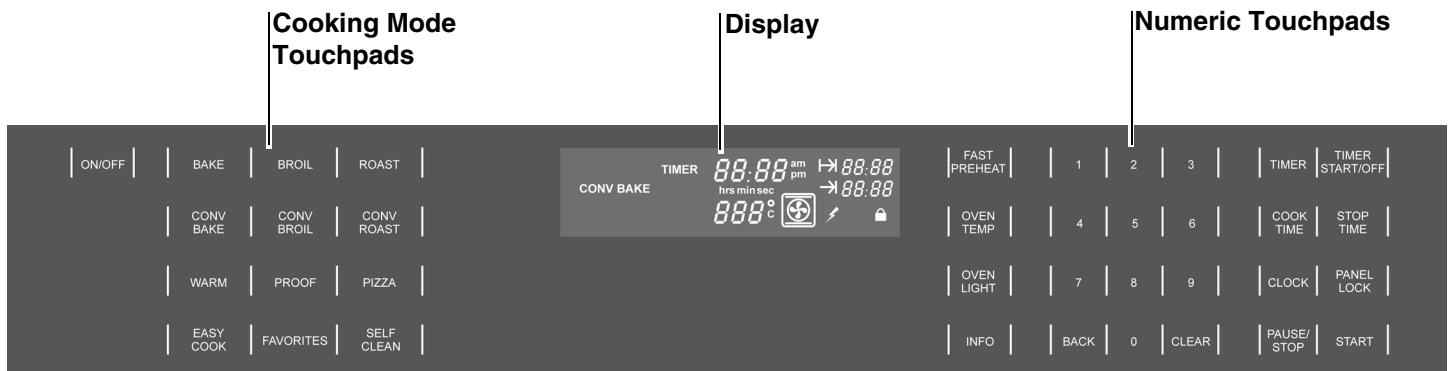 Cooking Mode
Touchpads
Display
Numeric Touchpads
ON/OFF
BAKE
BROIL
ROAST
CONV
BAKE
CONV
BROIL
CONV
ROAST
WARM
PROOF
PIZZA
EASY
COOK
FAVORITES
SELF
CLEAN
TIMER
88:88 am
pm
88:88
CONV BAKE
hrs min sec
88:88
888° C
FAST
PREHEAT
1
2
3
TIMER
TIMER
START/OFF
OVEN
TEMP
4
5
6
COOK
TIME
STOP
TIME
OVEN
LIGHT
7
8
9
CLOCK
PANEL
LOCK
INFO
BACK
0
CLEAR
PAUSE/
STOP
START